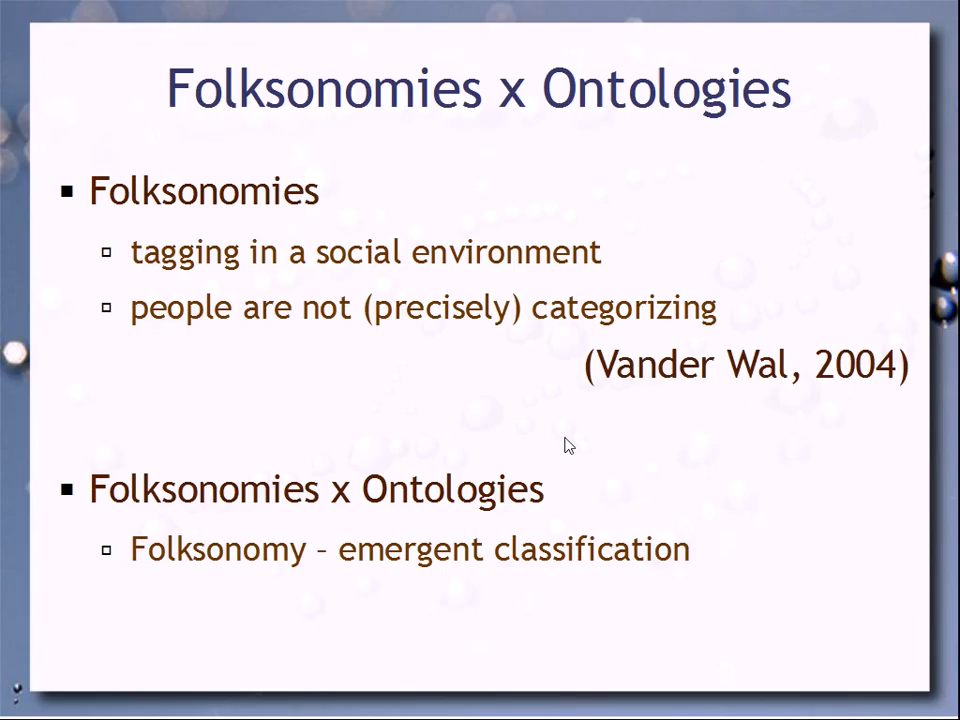 Folksonomies x Ontologies
Folksonomies
tagging in a social environment
people are not (precisely) categorizing
(Vander Wal, 2004)
Folksonomies x Ontologies
Folksonomy – emergent classification